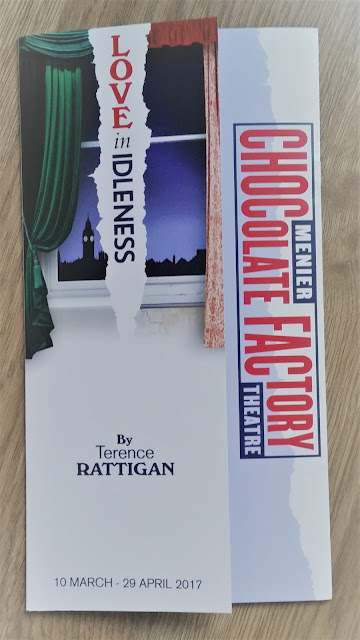 LOVE in IDLENESS
By
Terence
RATTIGAN
10 MARCH - 29 APRIL 2017
MENIER
CHOCOLATE FACTORY
THEATRE